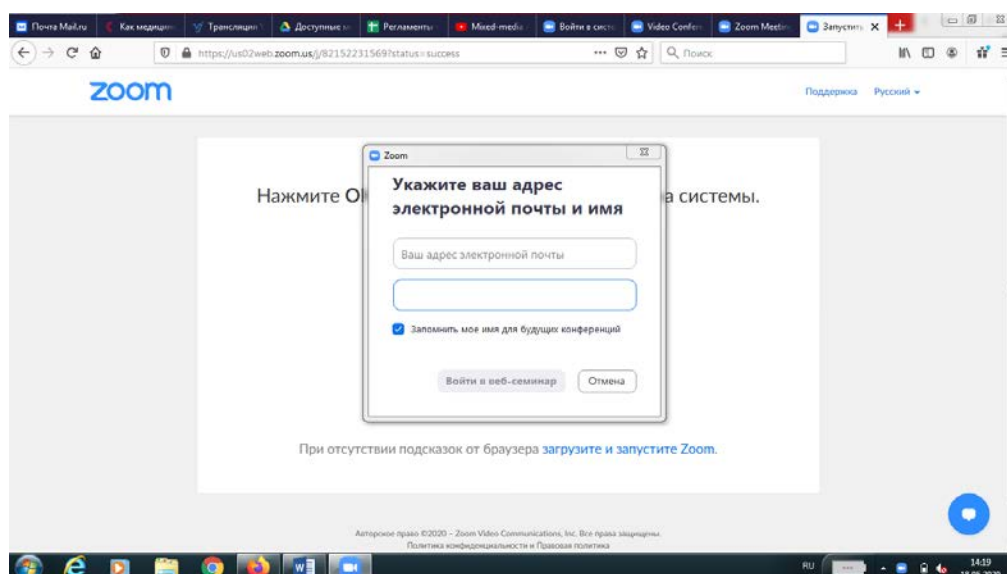 Почта Mail.ru
Как медицин
Трансляция
Доступные
Регламенты
Mixed-media
Войти в сист
Video Confer
Zoom Meetin
Запустить
https://us02web.zoom.us/j/82152231569?status=success
Поиск
zoom
Поддержка
Русский
Zoom
Укажите ваш адрес
электронной почты и имя
Нажмите
а системы.
Ваш адрес электронной почты
Запомнить мое имя для будущих конференций
Войти в веб-семинар
Отмена
При отсутствии подсказок от браузера загрузите и запустите Zoom.
Авторское право ©2020 - Zoom Video Communications, Inc. Все права защищены.
Политика конфиденциальности и Правовая политика
RU
14:19